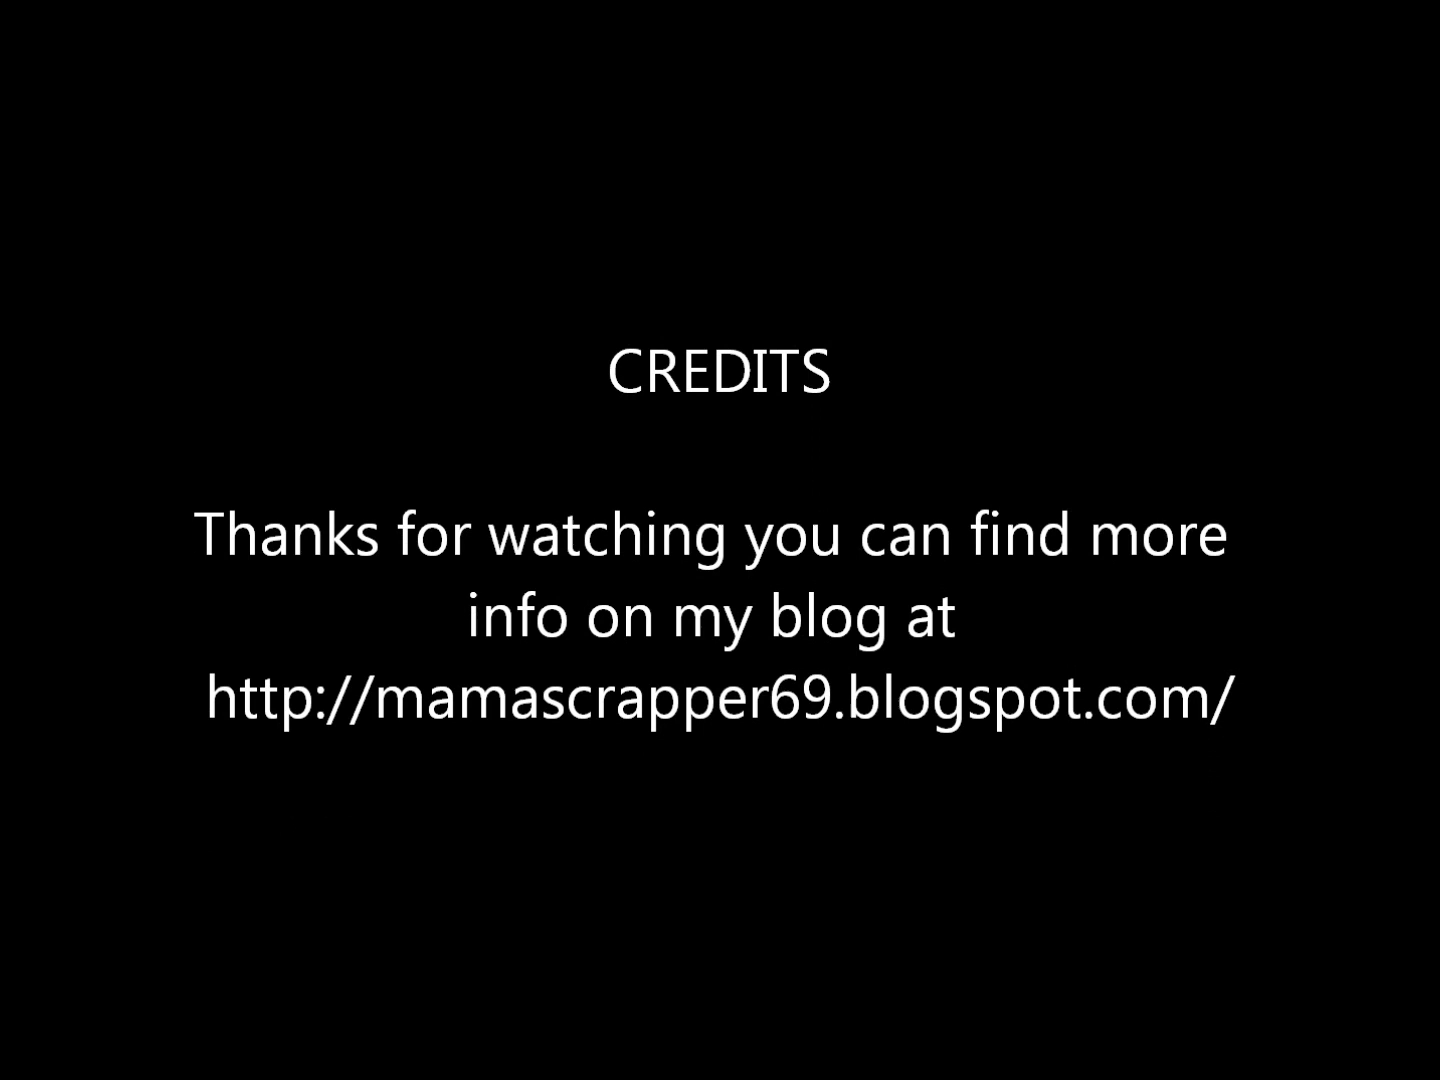 CREDITS
Thanks for watching you can find more
info on my blog at
http://mamascrapper69.blogspot.com/